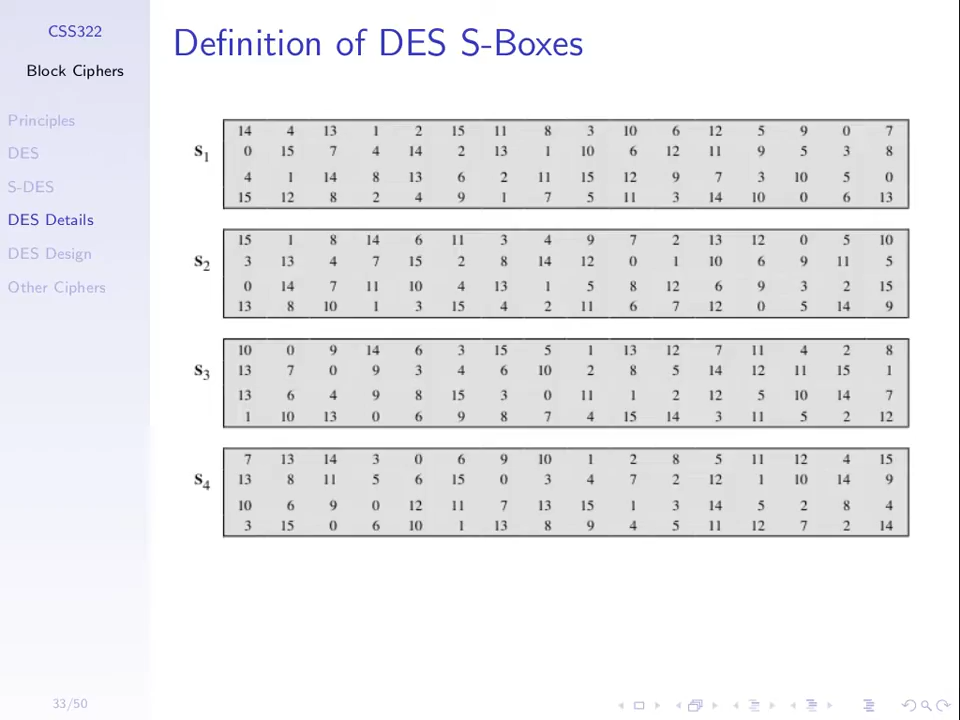 CSS322
Block Ciphers
Principles
DES
S-DES
DES Details
DES Design
Other Ciphers
33/50
Definition of DES S-Boxes
S1
14 4 13 1 2 15 11 8 3 10 6 12 5 9 0 7
0 15 7 4 14 2 13 1 10 6 12 11 9 5 3 8
4 1 14 8 13 6 2 11 15 12 9 7 3 10 5 0
15 12 8 2 4 9 1 7 5 11 3 14 10 0 6 13
S2
15 1 8 14 6 11 3 4 9 7 2 13 12 0 5 10
3 13 4 7 15 2 8 14 12 0 1 10 6 9 11 5
0 14 7 11 10 4 13 1 5 8 12 6 9 3 2 15
13 8 10 1 3 15 4 2 11 6 7 12 0 5 14 9
S3
10 0 9 14 6 3 15 5 1 13 12 7 11 4 2 8
13 7 0 9 3 4 6 10 2 8 5 14 12 11 15 1
13 6 4 9 8 15 3 0 11 1 2 12 5 10 14 7
1 10 13 0 6 9 8 7 4 15 14 3 11 5 2 12
S4
7 13 14 3 0 6 9 10 1 2 8 5 11 12 4 15
13 8 11 5 6 15 0 3 4 7 2 12 1 10 14 9
10 6 9 0 12 11 7 13 15 1 3 14 5 2 8 4
3 15 0 6 10 1 13 8 9 4 5 11 12 7 2 14